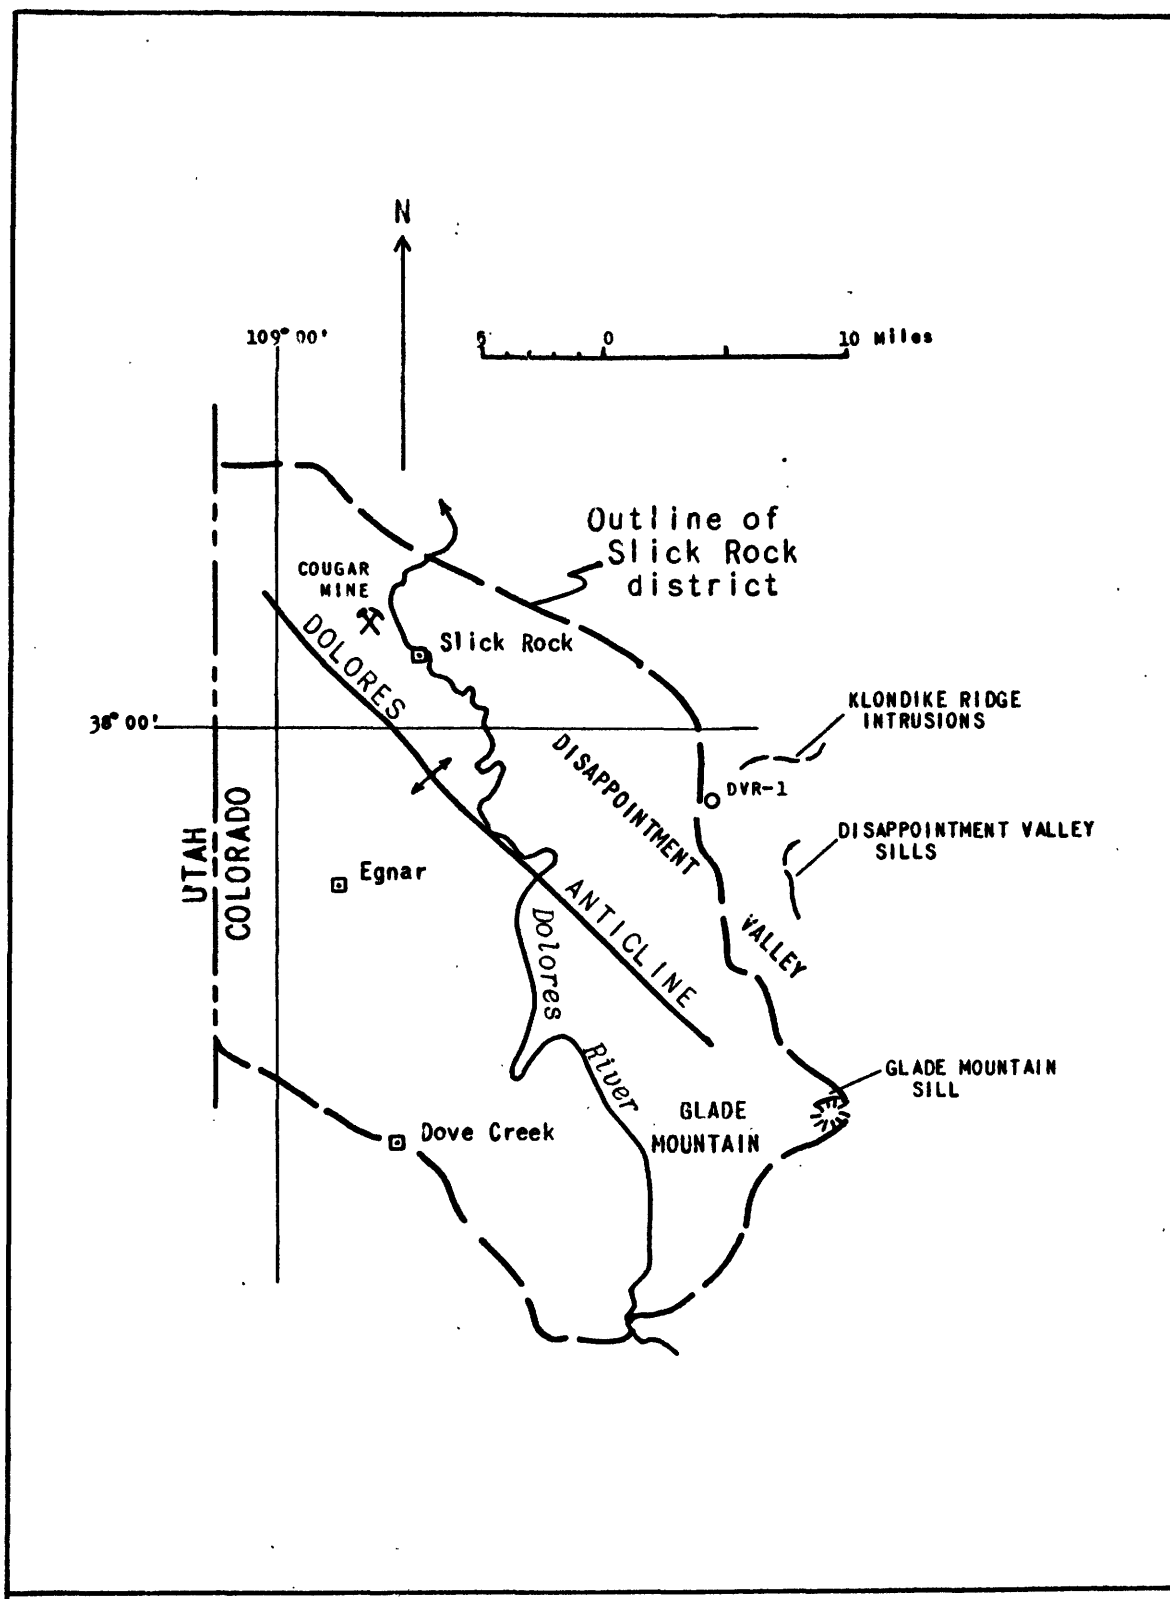 N
109° 00'
5 0 10 Miles
Outline of
Slick Rock
district
COUGAR
MINE
Slick Rock
DOLORES
38° 00'
KLONDIKE RIDGE
INTRUSIONS
DISAPPOINTMENT
DVR-1
UTAH
COLORADO
DISAPPOINTMENT VALLEY
SILLS
Egnar
ANTICLINE
VALLEY
Dolores
River
GLADE MOUNTAIN
SILL
GLADE
MOUNTAIN
Dove Creek